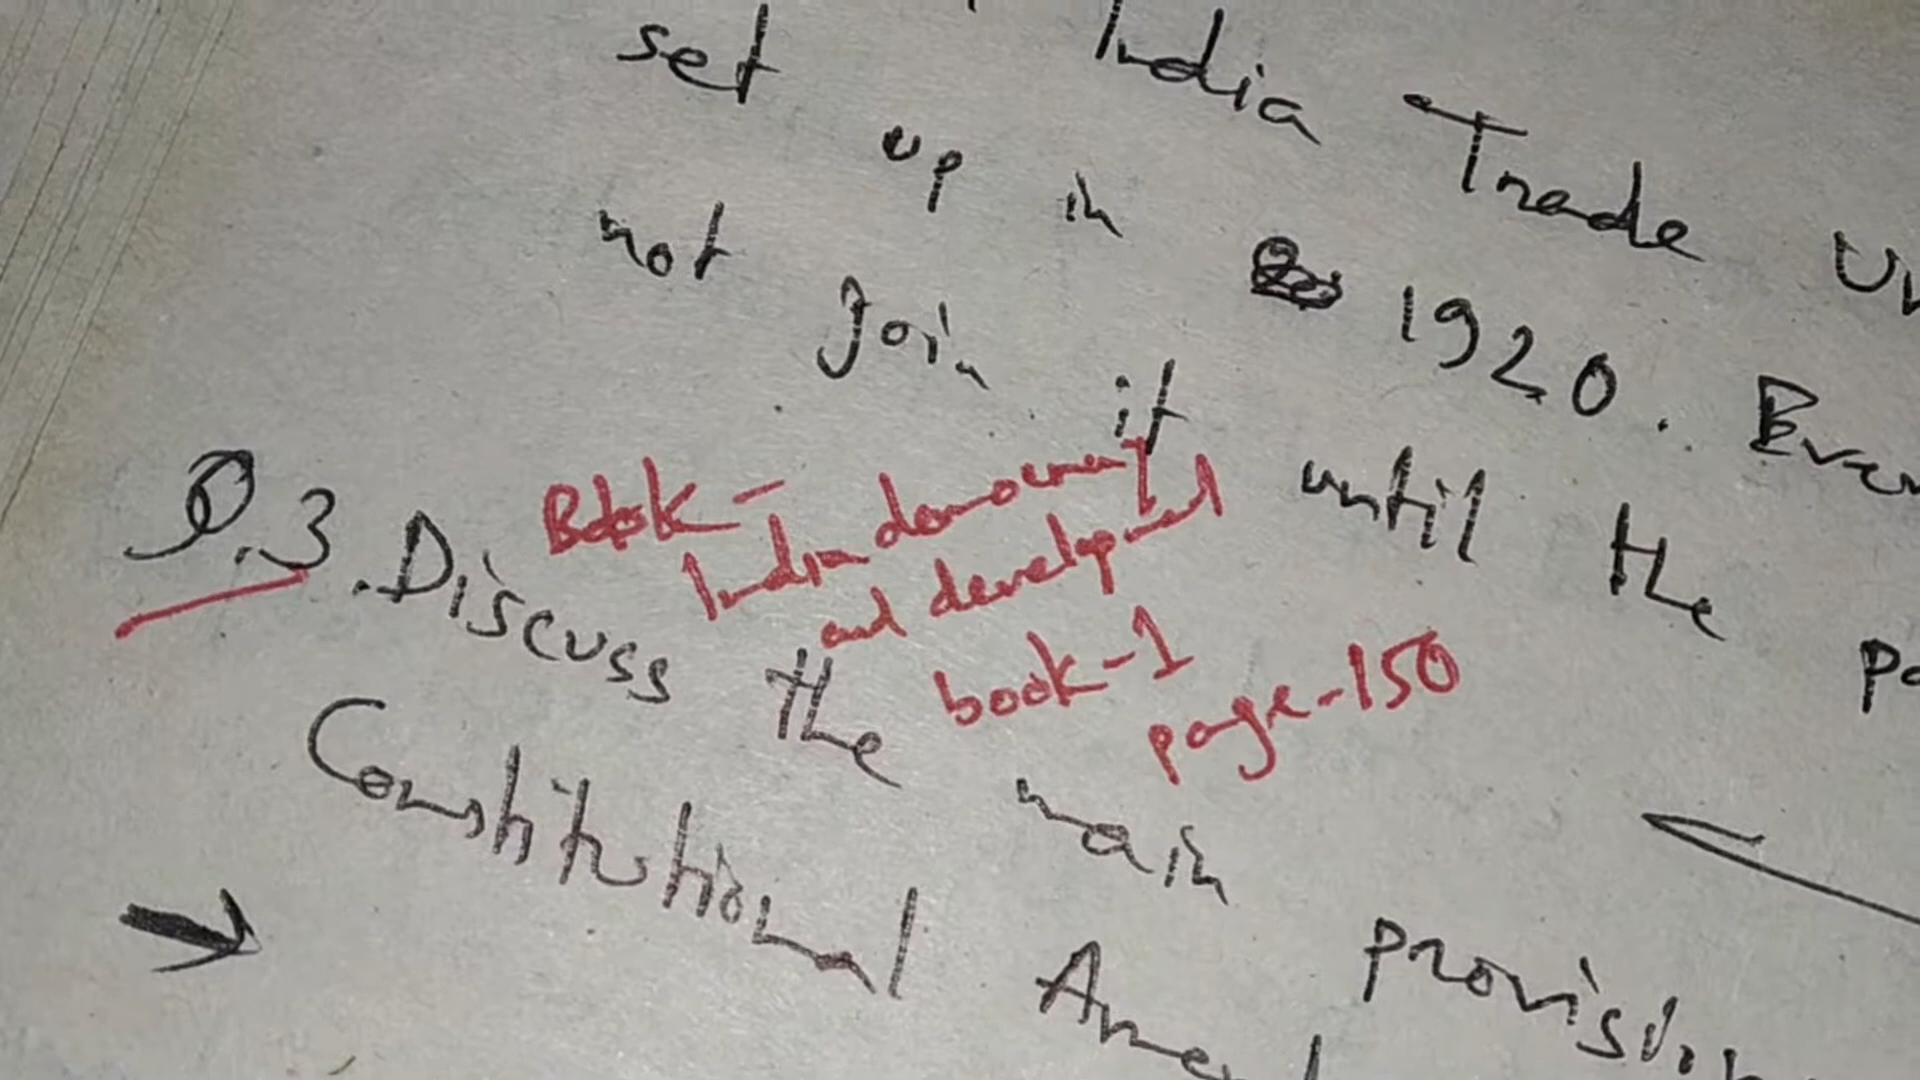 set India Trade
up in 1920. Even
not Join it until the
Book -
India democracy
and development
book-1
page-150
Q.3. Discuss the main provision
Constitutional